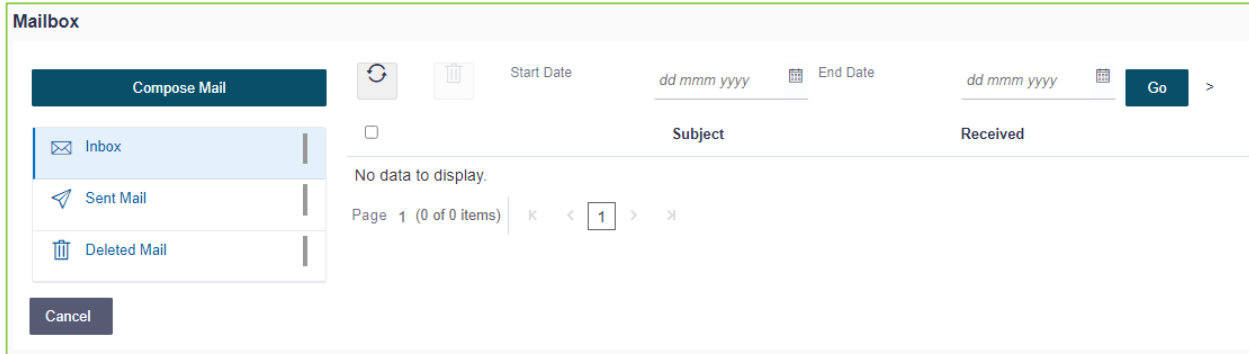 Mailbox
Compose Mail
Start Date dd mmm yyyy End Date dd mmm yyyy Go >
Inbox
Sent Mail
Deleted Mail
Subject Received
No data to display.
Page 1 (0 of 0 items) K < 1 > >|
Cancel